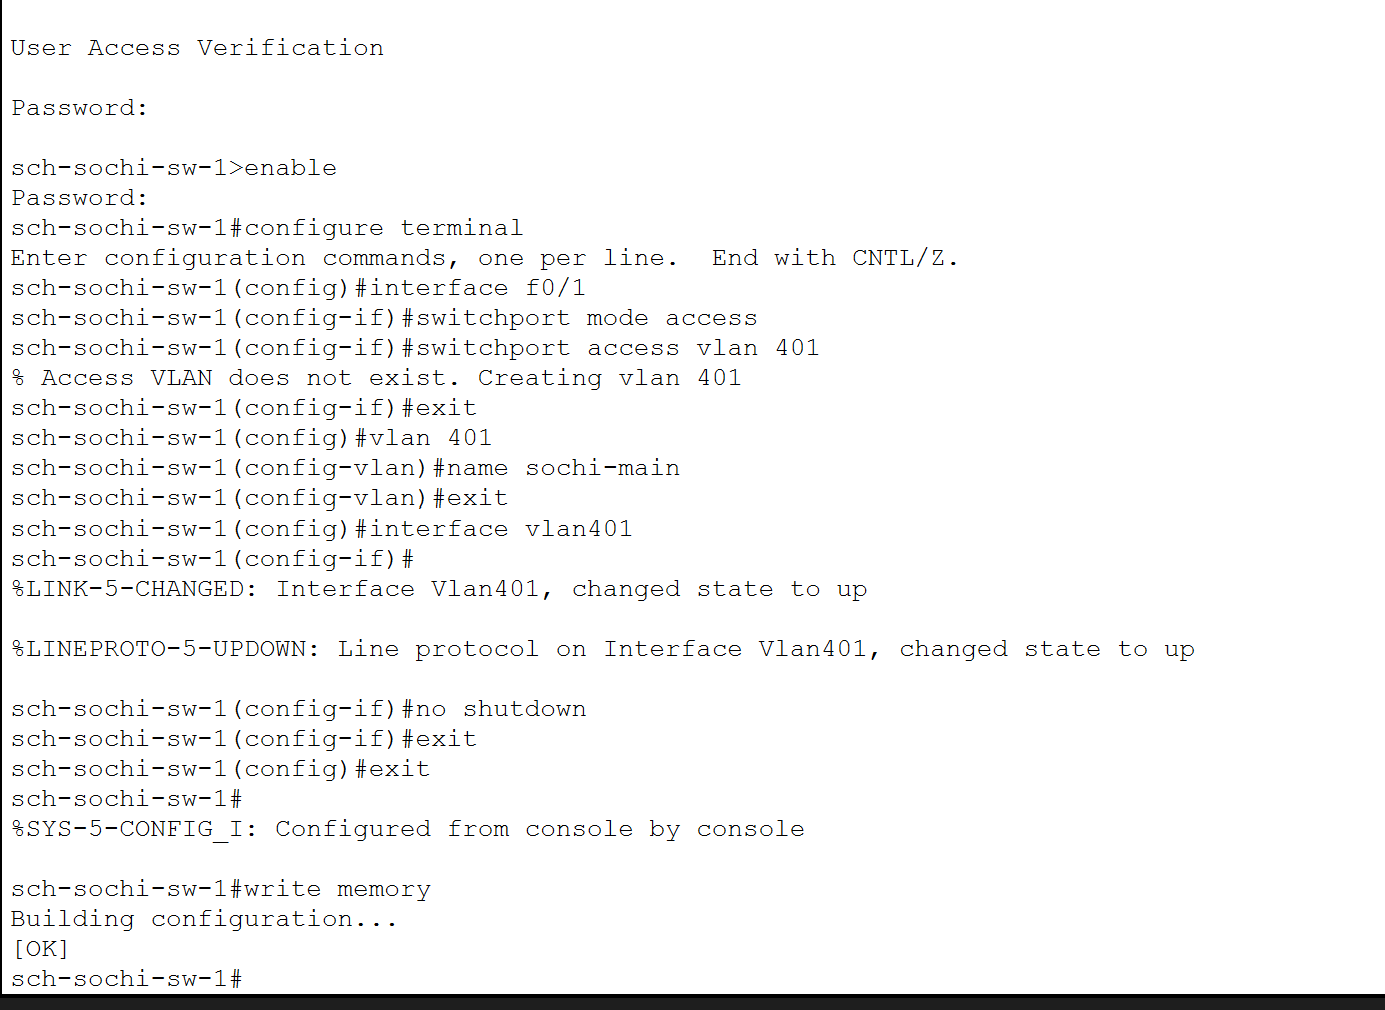 User Access Verification
Password:
sch-sochi-sw-1>enable
Password:
sch-sochi-sw-1#configure terminal
Enter configuration commands, one per line.  End with CNTL/Z.
sch-sochi-sw-1(config)#interface f0/1
sch-sochi-sw-1(config-if)#switchport mode access
sch-sochi-sw-1(config-if)#switchport access vlan 401
% Access VLAN does not exist. Creating vlan 401
sch-sochi-sw-1(config-if)#exit
sch-sochi-sw-1(config)#vlan 401
sch-sochi-sw-1(config-vlan)#name sochi-main
sch-sochi-sw-1(config-vlan)#exit
sch-sochi-sw-1(config)#interface vlan401
sch-sochi-sw-1(config-if)#
%LINK-5-CHANGED: Interface Vlan401, changed state to up
%LINEPROTO-5-UPDOWN: Line protocol on Interface Vlan401, changed state to up
sch-sochi-sw-1(config-if)#no shutdown
sch-sochi-sw-1(config-if)#exit
sch-sochi-sw-1(config)#exit
sch-sochi-sw-1#
%SYS-5-CONFIG_I: Configured from console by console
sch-sochi-sw-1#write memory
Building configuration...
[OK]
sch-sochi-sw-1#